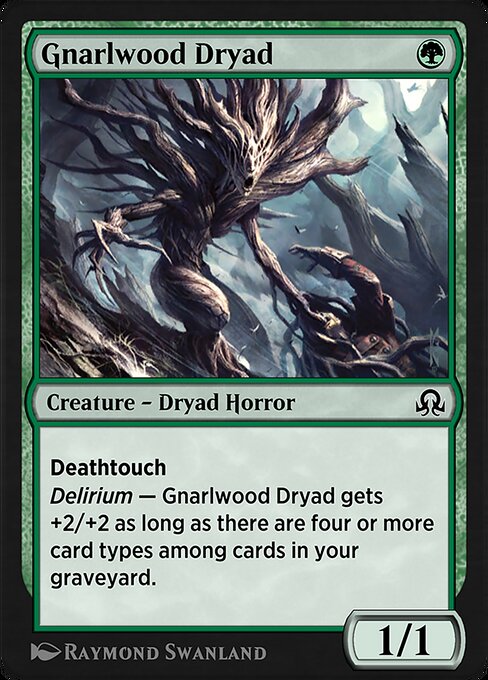 Gnarlwood Dryad
Creature – Dryad Horror
Deathtouch
Delirium — Gnarlwood Dryad gets
+2/+2 as long as there are four or more
card types among cards in your
graveyard.
1/1
Raymond Swanland